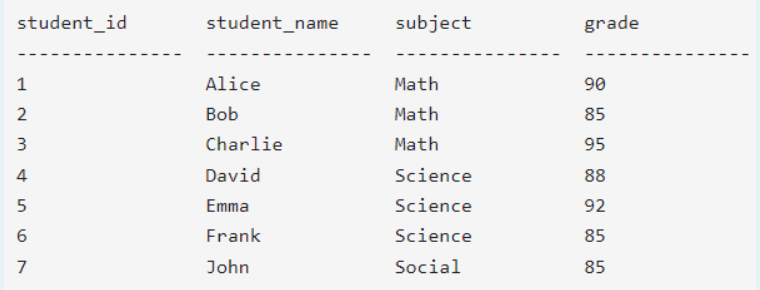 student_id student_name subject grade
--------------- --------------- --------------- ---------------
1 Alice Math 90
2 Bob Math 85
3 Charlie Math 95
4 David Science 88
5 Emma Science 92
6 Frank Science 85
7 John Social 85